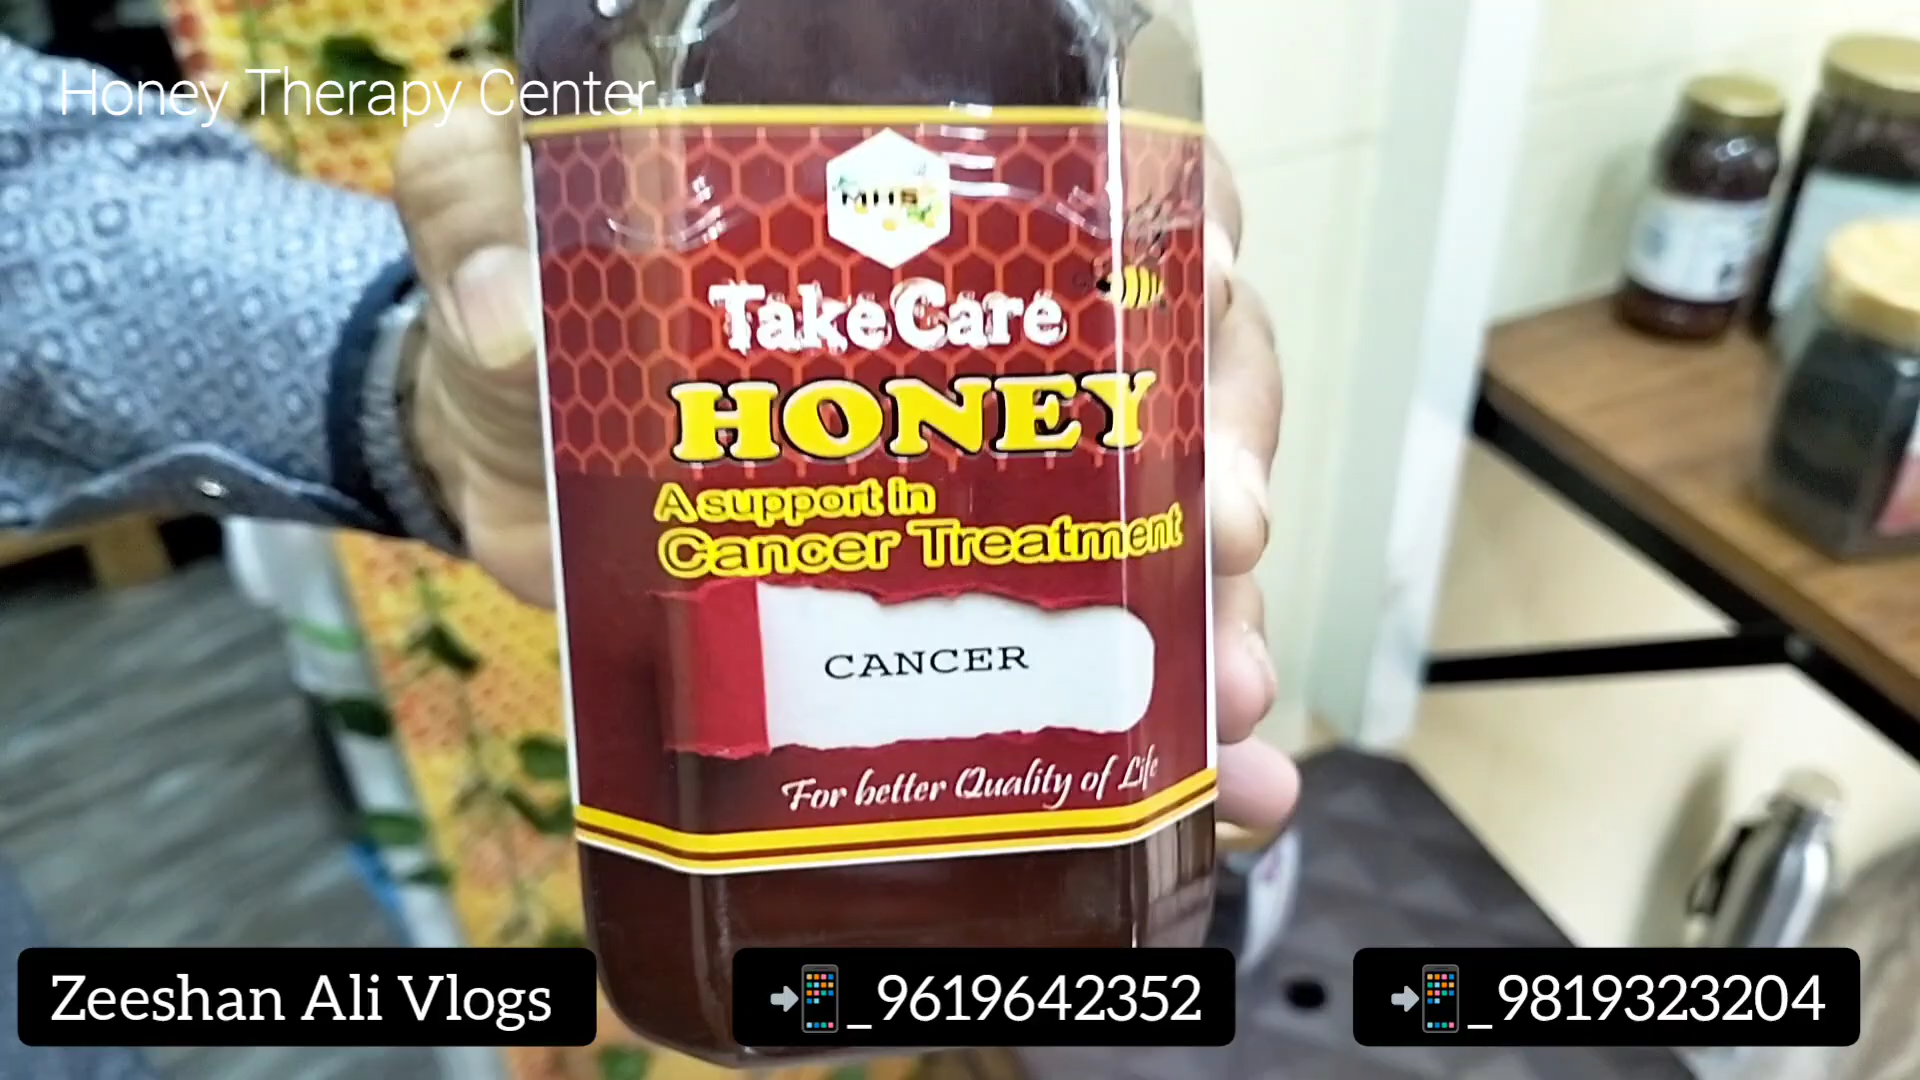 Honey Therapy Center
MHS
Take Care
HONEY
A support in
Cancer Treatment
CANCER
For better Quality of Life
Zeeshan Ali Vlogs
_9619642352
_9819323204